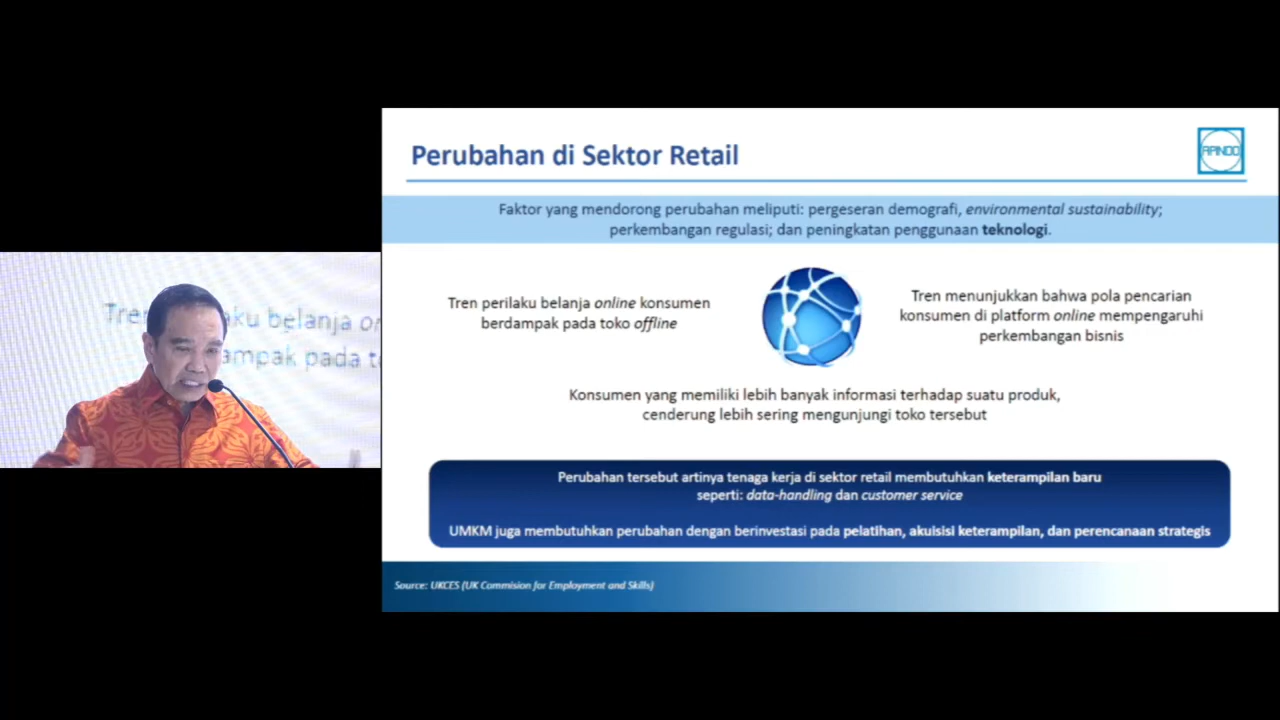 Perubahan di Sektor Retail
APINDO
Faktor yang mendorong perubahan meliputi: pergeseran demografi, environmental sustainability;
perkembangan regulasi; dan peningkatan penggunaan teknologi.
Tren perilaku belanja online konsumen
berdampak pada toko offline
Tren menunjukkan bahwa pola pencarian
konsumen di platform online mempengaruhi
perkembangan bisnis
Konsumen yang memiliki lebih banyak informasi terhadap suatu produk,
cenderung lebih sering mengunjungi toko tersebut
Perubahan tersebut artinya tenaga kerja di sektor retail membutuhkan keterampilan baru
seperti: data-handling dan customer service
UMKM juga membutuhkan perubahan dengan berinvestasi pada pelatihan, akuisisi keterampilan, dan perencanaan strategis
Source: UKCES (UK Commision for Employment and Skills)
Tre aku belanja o
ampak pada t